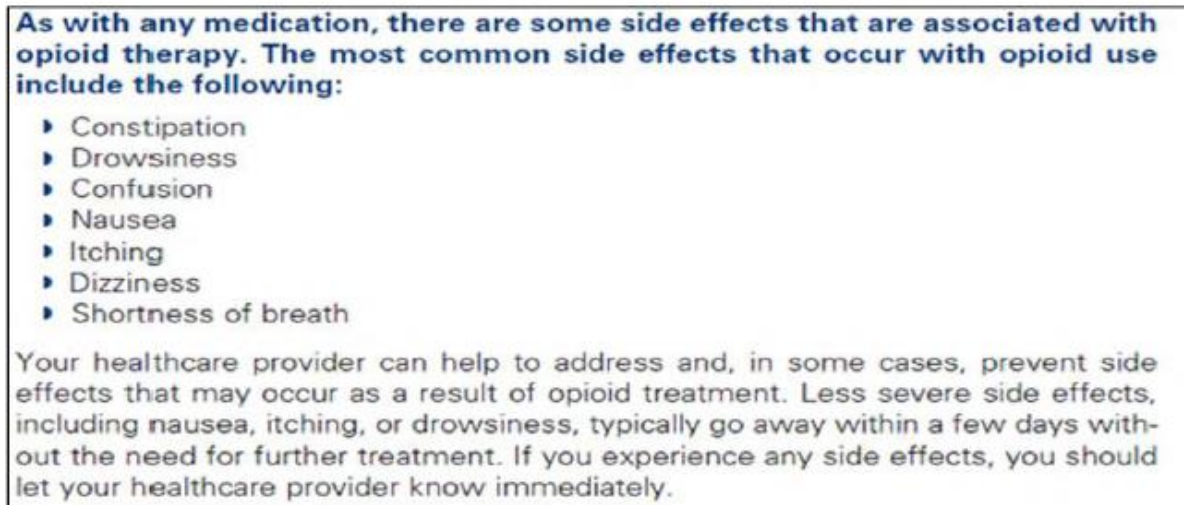 As with any medication, there are some side effects that are associated with
opioid therapy. The most common side effects that occur with opioid use
include the following:
Constipation
Drowsiness
Confusion
Nausea
Itching
Dizziness
Shortness of breath
Your healthcare provider can help to address and, in some cases, prevent side
effects that may occur as a result of opioid treatment. Less severe side effects,
including nausea, itching, or drowsiness, typically go away within a few days with-
out the need for further treatment. If you experience any side effects, you should
let your healthcare provider know immediately.